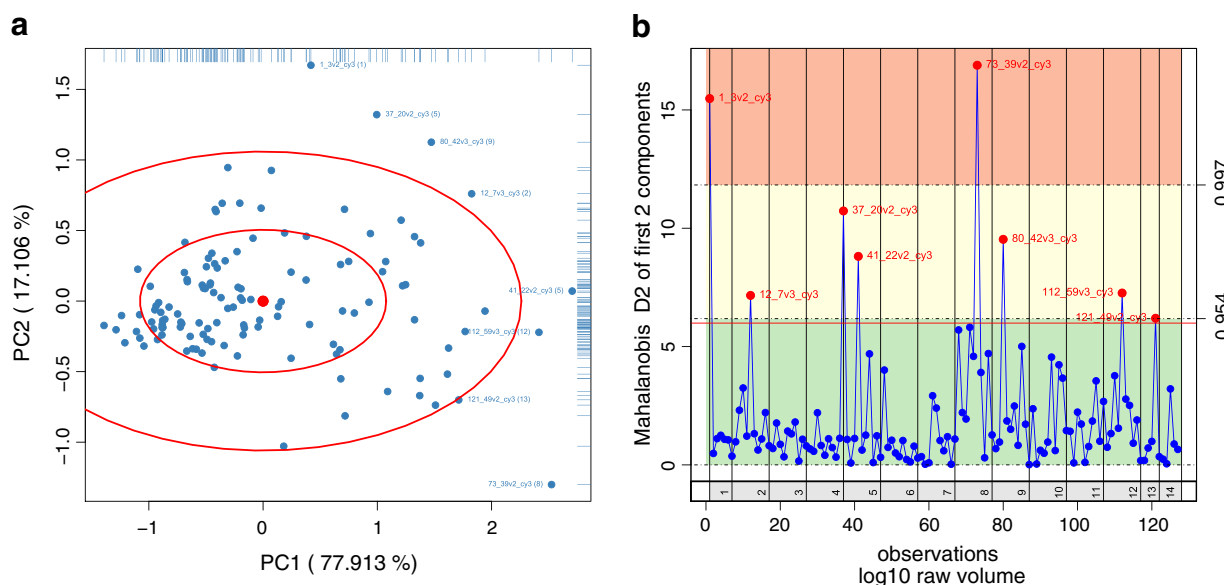 a
PC2 ( 17.106 %)
1.5
1.0
0.5
0.0
−0.5
−1.0
1_3v2_cy3 (1)
37_20v2_cy3 (5)
80_42v3_cy3 (9)
12_7v3_cy3 (2)
41_22v2_cy3 (5)
112_59v3_cy3 (12)
121_49v2_cy3 (13)
73_39v2_cy3 (8)
−1
0
1
2
PC1 ( 77.913 %)
b
Mahalanobis D2 of first 2 components
15
10
5
0
73_39v2_cy3
1_3v2_cy3
37_20v2_cy3
80_42v3_cy3
41_22v2_cy3
12_7v3_cy3
112_59v3_cy3
121_49v2_cy3
0.997
0.954
1
2
3
4
5
6
7
8
9
10
11
12
13
14
0
20
40
60
80
100
120
observations
log10 raw volume